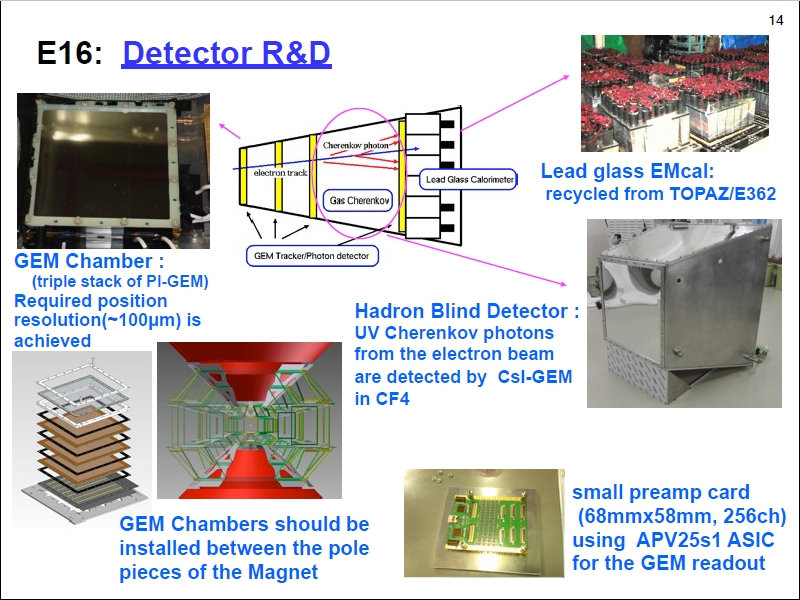 14
E16: Detector R&D
Cherenkov photon
electron track
Lead Glass Calorimeter
Gas Cherenkov
GEM Tracker/Photon detector
Lead glass EMcal:
recycled from TOPAZ/E362
GEM Chamber :
(triple stack of PI-GEM)
Required position
resolution(~100μm) is
achieved
Hadron Blind Detector :
UV Cherenkov photons
from the electron beam
are detected by CsI-GEM
in CF4
GEM Chambers should be
installed between the pole
pieces of the Magnet
small preamp card
(68mmx58mm, 256ch)
using APV25s1 ASIC
for the GEM readout